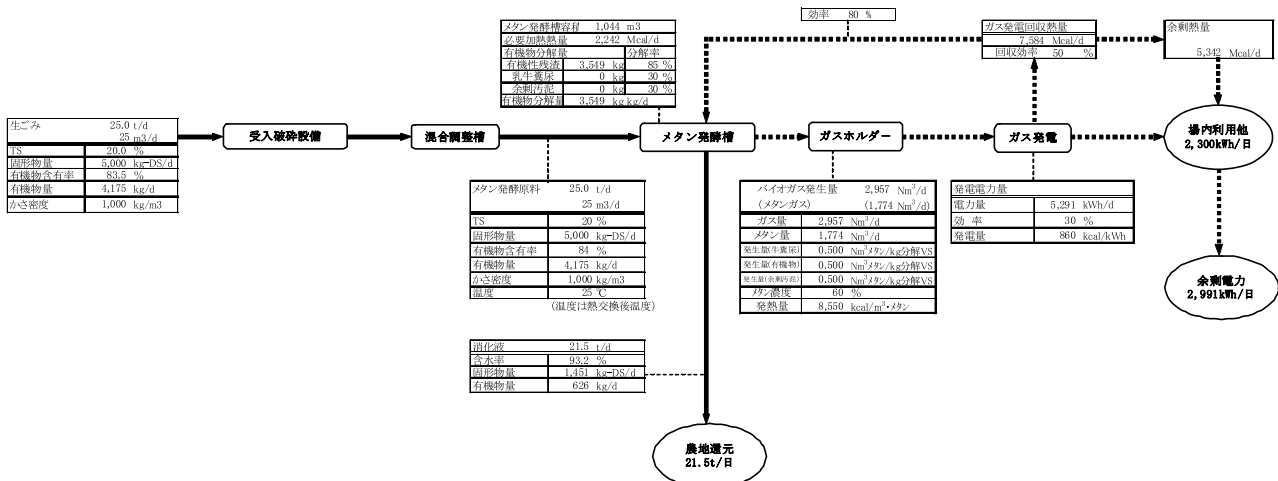 効率 80 %
メタン発酵槽容積 1,044 m3
必要加熱熱量 2,242 Mcal/d
有機物分解量 分解率
有機性残渣 3,549 kg 85 %
乳牛糞尿 0 kg 30 %
余剰汚泥 0 kg 30 %
有機物分解量 3,549 kg kg/d
ガス発電回収熱量
7,584 Mcal/d
回収効率 50 %
余剰熱量
5,342 Mcal/d
生ごみ 25.0 t/d
25 m3/d
TS 20.0 %
固形物量 5,000 kg-DS/d
有機物含有率 83.5 %
有機物量 4,175 kg/d
かさ密度 1,000 kg/m3
受入破砕設備
混合調整槽
メタン発酵槽
ガスホルダー
ガス発電
場内利用他
2,300kWh/日
メタン発酵原料 25.0 t/d
25 m3/d
TS 20 %
固形物量 5,000 kg-DS/d
有機物含有率 84 %
有機物量 4,175 kg/d
かさ密度 1,000 kg/m3
温度 25 ℃
(温度は熱交換後温度)
バイオガス発生量 2,957 Nm³/d
(メタンガス) (1,774 Nm³/d)
ガス量 2,957 Nm³/d
メタン量 1,774 Nm³/d
発生量(牛糞尿) 0.500 Nm³メタン/kg分解VS
発生量(有機物) 0.500 Nm³メタン/kg分解VS
発生量(余剰汚泥) 0.500 Nm³メタン/kg分解VS
メタン濃度 60 %
発熱量 8,550 kcal/m³・メタン
発電電力量
電力量 5,291 kWh/d
効 率 30 %
発電量 860 kcal/kWh
余剰電力
2,991kWh/日
消化液 21.5 t/d
含水率 93.2 %
固形物量 1,451 kg-DS/d
有機物量 626 kg/d
農地還元
21.5t/日